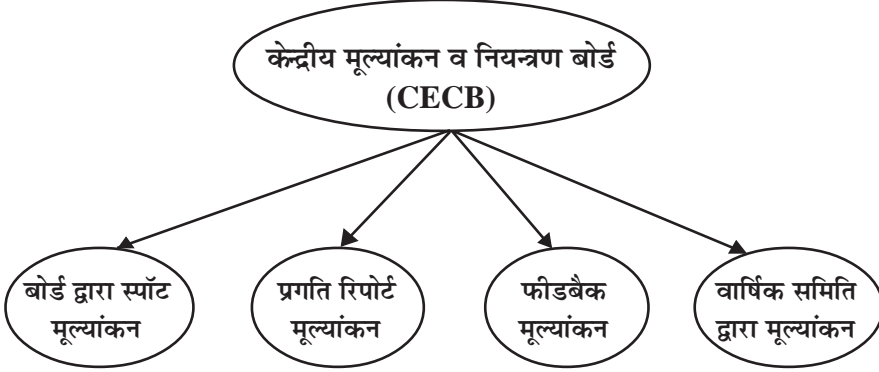 केन्द्रीय मूल्यांकन व नियन्त्रण बोर्ड
(CECB)
बोर्ड द्वारा स्पॉट
मूल्यांकन
प्रगति रिपोर्ट
मूल्यांकन
फीडबैक
मूल्यांकन
वार्षिक समिति
द्वारा मूल्यांकन